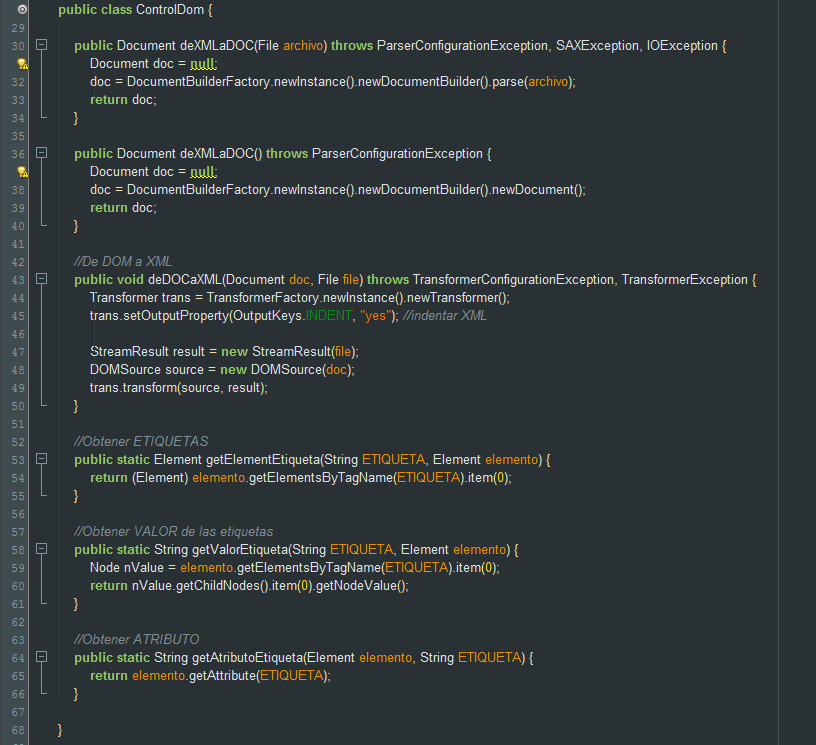 public class ControlDom {
29
30 public Document deXMLaDOC(File archivo) throws ParserConfigurationException, SAXException, IOException {
Document doc = null;
32 doc = DocumentBuilderFactory.newInstance().newDocumentBuilder().parse(archivo);
33 return doc;
34 }
35
36 public Document deXMLaDOC() throws ParserConfigurationException {
Document doc = null;
38 doc = DocumentBuilderFactory.newInstance().newDocumentBuilder().newDocument();
39 return doc;
40 }
41
42 //De DOM a XML
43 public void deDOCaXML(Document doc, File file) throws TransformerConfigurationException, TransformerException {
44 Transformer trans = TransformerFactory.newInstance().newTransformer();
45 trans.setOutputProperty(OutputKeys.INDENT, "yes"); //indentar XML
46
47 StreamResult result = new StreamResult(file);
48 DOMSource source = new DOMSource(doc);
49 trans.transform(source, result);
50 }
51
52 //Obtener ETIQUETAS
53 public static Element getElementEtiqueta(String ETIQUETA, Element elemento) {
54 return (Element) elemento.getElementsByTagName(ETIQUETA).item(0);
55 }
56
57 //Obtener VALOR de las etiquetas
58 public static String getValorEtiqueta(String ETIQUETA, Element elemento) {
59 Node nValue = elemento.getElementsByTagName(ETIQUETA).item(0);
60 return nValue.getChildNodes().item(0).getNodeValue();
61 }
62
63 //Obtener ATRIBUTO
64 public static String getAtributoEtiqueta(Element elemento, String ETIQUETA) {
65 return elemento.getAttribute(ETIQUETA);
66 }
67
68 }